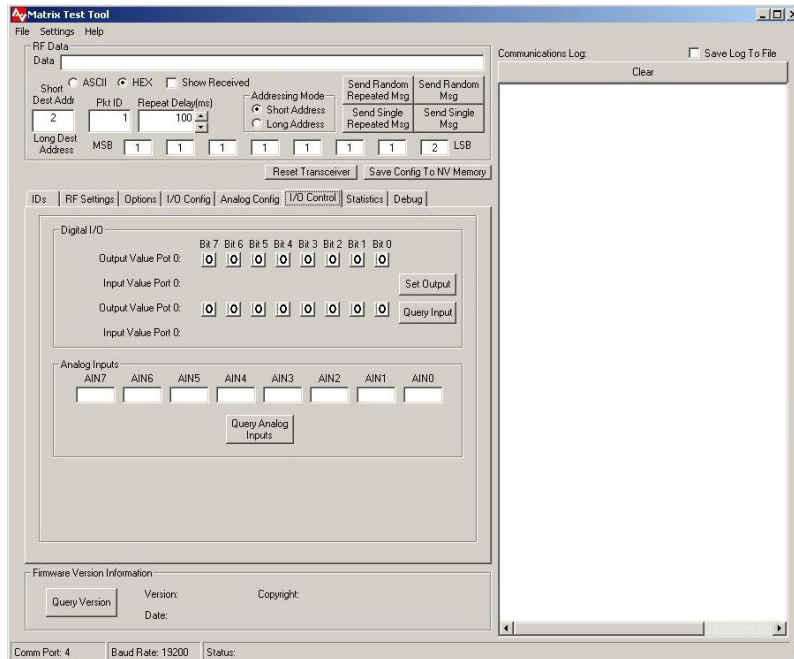 Matrix Test Tool
File Settings Help
RF Data
Data
ASCII HEX Show Received
Short Dest Addr
Pkt ID
Repeat Delay(ms)
2
1
100
Addressing Mode
Short Address
Long Address
Send Random Repeated Msg
Send Random Msg
Send Single Repeated Msg
Send Single Msg
Long Dest Address
MSB 1 1 1 1 1 1 1 2 LSB
Reset Transceiver
Save Config To NV Memory
Communications Log:
Save Log To File
Clear
IDs RF Settings Options I/O Config Analog Config I/O Control Statistics Debug
Digital I/O
Bit 7 Bit 6 Bit 5 Bit 4 Bit 3 Bit 2 Bit 1 Bit 0
Output Value Pot 0: 0 0 0 0 0 0 0 0
Input Value Port 0:
Set Output
Output Value Pot 0: 0 0 0 0 0 0 0 0
Query Input
Input Value Port 0:
Analog Inputs
AIN7 AIN6 AIN5 AIN4 AIN3 AIN2 AIN1 AIN0
Query Analog Inputs
Firmware Version Information
Query Version
Version:
Copyright:
Date:
Comm Port: 4
Baud Rate: 19200
Status: